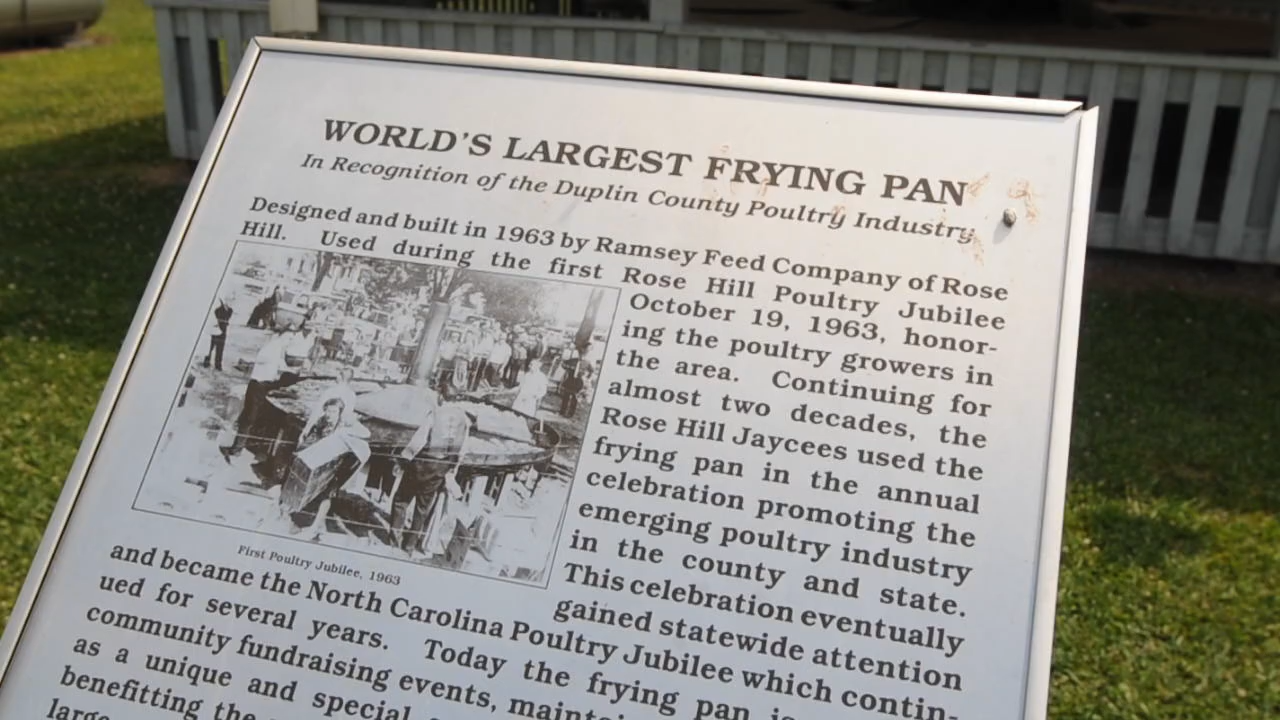 WORLD'S LARGEST FRYING PAN
In Recognition of the Duplin County Poultry Industry
Designed and built in 1963 by Ramsey Feed Company of Rose
Hill. Used during the first Rose Hill Poultry Jubilee
October 19, 1963, honor-
ing the poultry growers in
the area. Continuing for
almost two decades, the
Rose Hill Jaycees used the
frying pan in the annual
celebration promoting the
emerging poultry industry
in the county and state.
This celebration eventually
gained statewide attention
First Poultry Jubilee, 1963
and became the North Carolina Poultry Jubilee which contin-
ued for several years. Today the frying pan is
community fundraising events,
as a unique and special
benefitting the
large